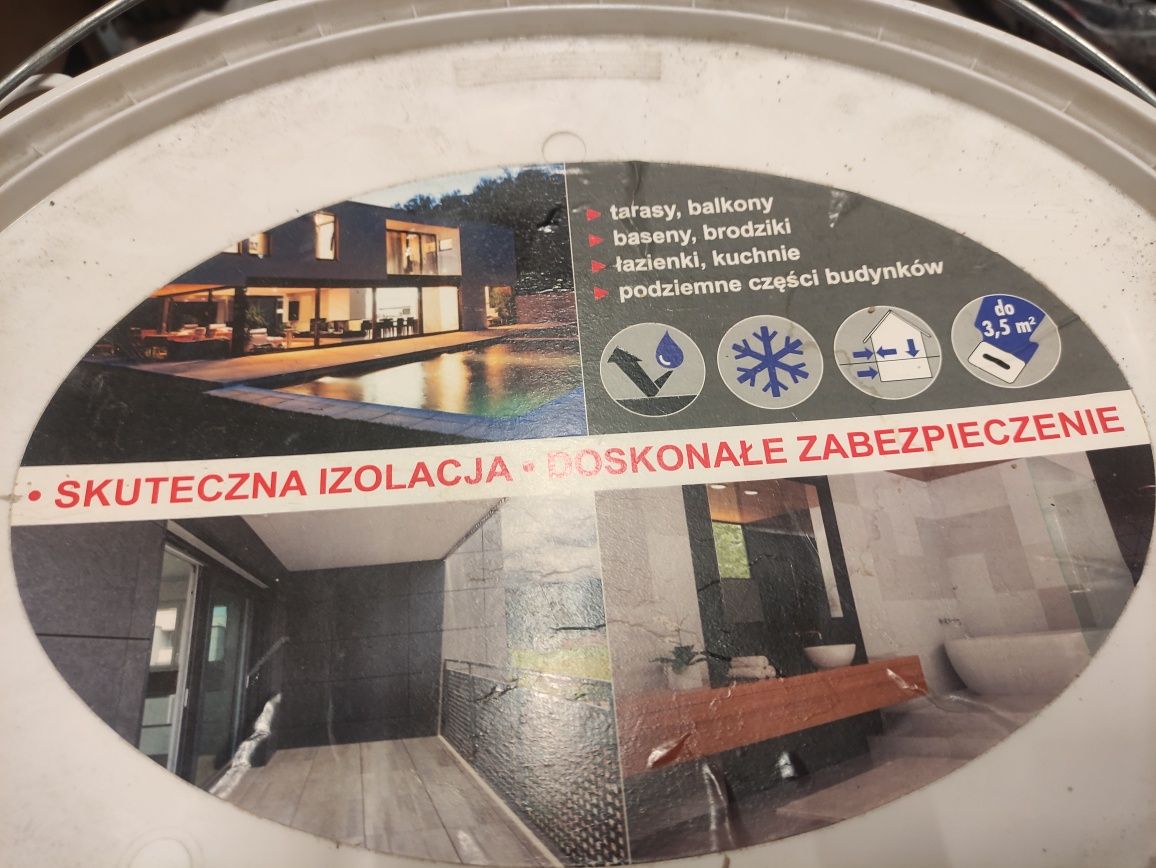 tarasy, balkony
baseny, brodziki
łazienki, kuchnie
podziemne części budynków
do
3,5 m²
• SKUTECZNA IZOLACJA • DOSKONAŁE ZABEZPIECZENIE